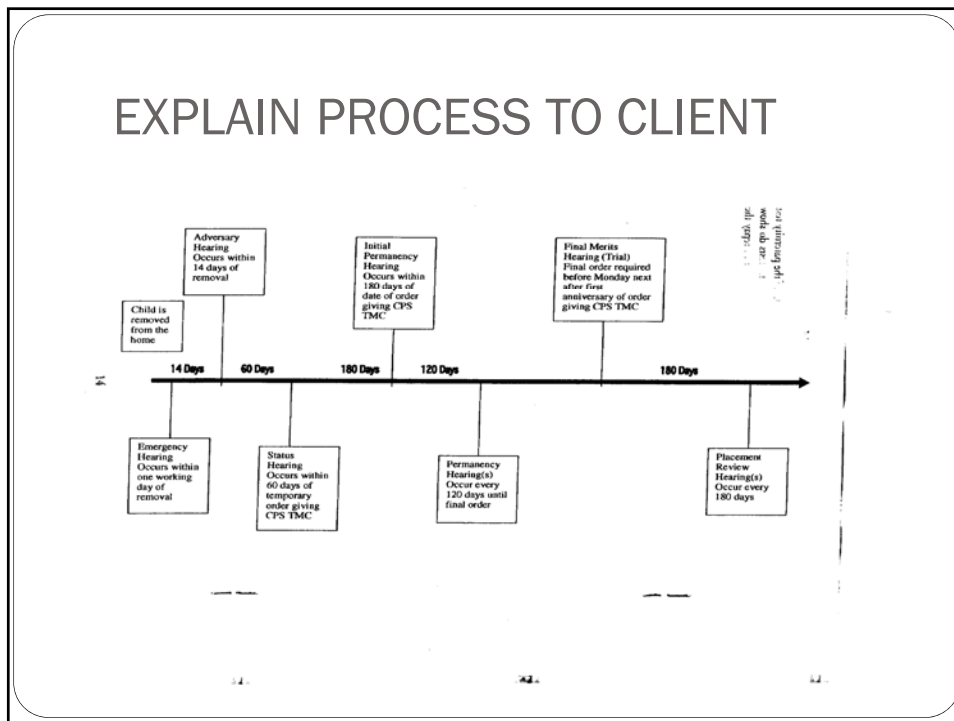 EXPLAIN PROCESS TO CLIENT
Adversary
Hearing
Occurs within
14 days of
removal
Initial
Permanency
Hearing
Occurs within
180 days of
date of order
giving CPS
TMC
Final Merits
Hearing (Trial)
Final order required
before Monday next
after first
anniversary of order
giving CPS TMC
Child is
removed
from the
home
14 Days
60 Days
180 Days
120 Days
180 Days
14
Emergency
Hearing
Occurs within
one working
day of
removal
Status
Hearing
Occurs within
60 days of
temporary
order giving
CPS TMC
Permanency
Hearing(s)
Occur every
120 days until
final order
Placement
Review
Hearing(s)
Occur every
180 days